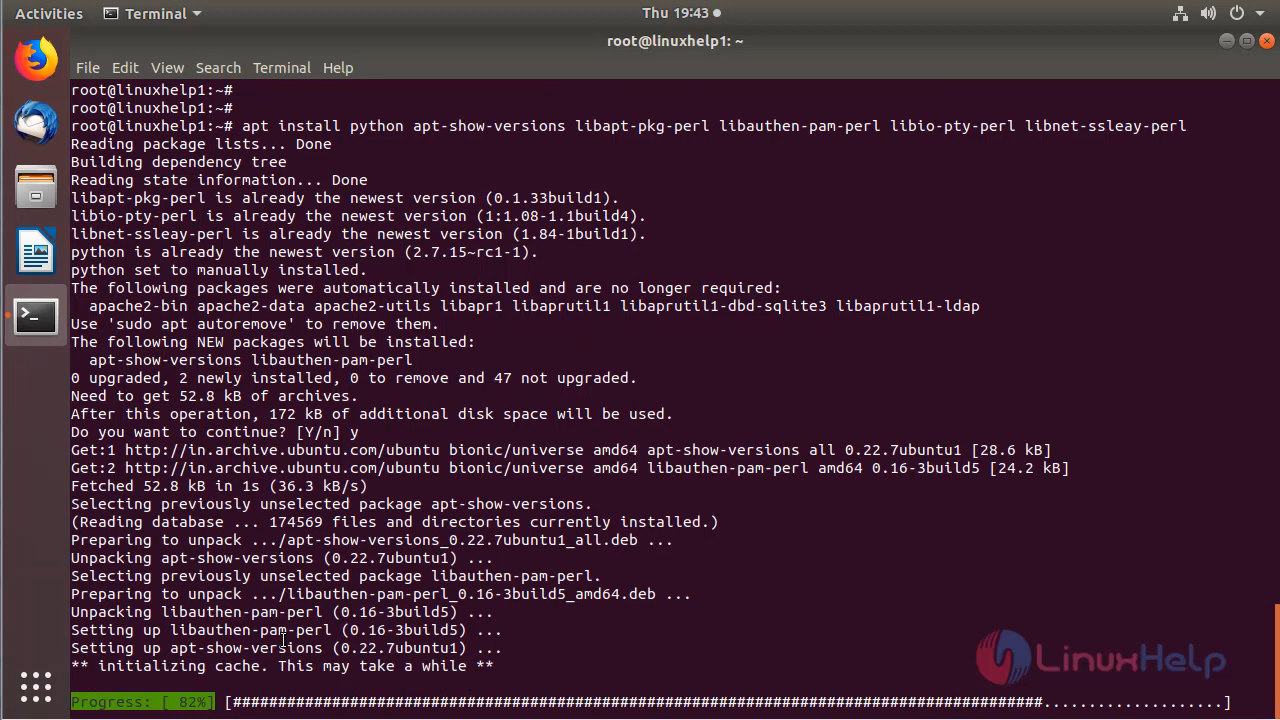 Activities Terminal Thu 19:43
root@linuxhelp1: ~
File Edit View Search Terminal Help
root@linuxhelp1:~#
root@linuxhelp1:~#
root@linuxhelp1:~# apt install python apt-show-versions libapt-pkg-perl libauthen-pam-perl libio-pty-perl libnet-ssleay-perl
Reading package lists... Done
Building dependency tree
Reading state information... Done
libapt-pkg-perl is already the newest version (0.1.33build1).
libio-pty-perl is already the newest version (1:1.08-1.1build4).
libnet-ssleay-perl is already the newest version (1.84-1build1).
python is already the newest version (2.7.15~rc1-1).
python set to manually installed.
The following packages were automatically installed and are no longer required:
  apache2-bin apache2-data apache2-utils libapr1 libaprutil1 libaprutil1-dbd-sqlite3 libaprutil1-ldap
Use 'sudo apt autoremove' to remove them.
The following NEW packages will be installed:
  apt-show-versions libauthen-pam-perl
0 upgraded, 2 newly installed, 0 to remove and 47 not upgraded.
Need to get 52.8 kB of archives.
After this operation, 172 kB of additional disk space will be used.
Do you want to continue? [Y/n] y
Get:1 http://in.archive.ubuntu.com/ubuntu bionic/universe amd64 apt-show-versions all 0.22.7ubuntu1 [28.6 kB]
Get:2 http://in.archive.ubuntu.com/ubuntu bionic/universe amd64 libauthen-pam-perl amd64 0.16-3build5 [24.2 kB]
Fetched 52.8 kB in 1s (36.3 kB/s)
Selecting previously unselected package apt-show-versions.
(Reading database ... 174569 files and directories currently installed.)
Preparing to unpack .../apt-show-versions_0.22.7ubuntu1_all.deb ...
Unpacking apt-show-versions (0.22.7ubuntu1) ...
Selecting previously unselected package libauthen-pam-perl.
Preparing to unpack .../libauthen-pam-perl_0.16-3build5_amd64.deb ...
Unpacking libauthen-pam-perl (0.16-3build5) ...
Setting up libauthen-pam-perl (0.16-3build5) ...
Setting up apt-show-versions (0.22.7ubuntu1) ...
** initializing cache. This may take a while **
LinuxHelp
Progress: [ 82%] [##########################################################################################....................]